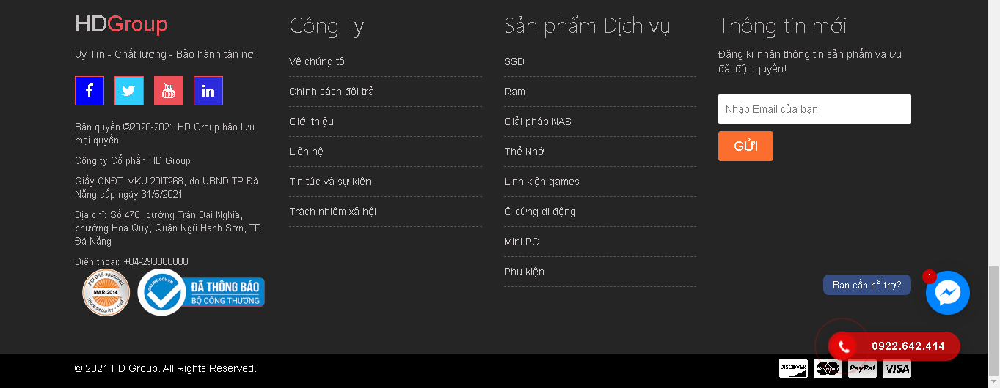 HDGroup
Uy Tín - Chất lượng - Bảo hành tận nơi
You
Tube
Bản quyền ©2020-2021 HD Group bảo lưu
mọi quyền
Công ty Cổ phần HD Group
Giấy CNĐT: VKU-20IT268, do UBND TP Đà
Nẵng cấp ngày 31/5/2021
Địa chỉ: Số 470, đường Trần Đại Nghĩa,
phường Hòa Quý, Quận Ngũ Hanh Sơn, TP.
Đà Nẵng
Điện thoại: +84-290000000
PCI DSS approved
MAR-2014
more security - usd
ONLINE.GOV.VN
ĐÃ THÔNG BÁO
BỘ CÔNG THƯƠNG
Công Ty
Về chúng tôi
Chính sách đổi trả
Giới thiệu
Liên hệ
Tin tức và sự kiện
Trách nhiệm xã hội
Sản phẩm Dịch vụ
SSD
Ram
Giải pháp NAS
Thẻ Nhớ
Linh kiện games
Ổ cứng di động
Mini PC
Phụ kiện
Thông tin mới
Đăng kí nhận thông tin sản phẩm và ưu
đãi độc quyền!
Nhập Email của bạn
GỬI
Bạn cần hỗ trợ?
1
0922.642.414
© 2021 HD Group. All Rights Reserved.
DISCOVER
MasterCard
PayPal
VISA